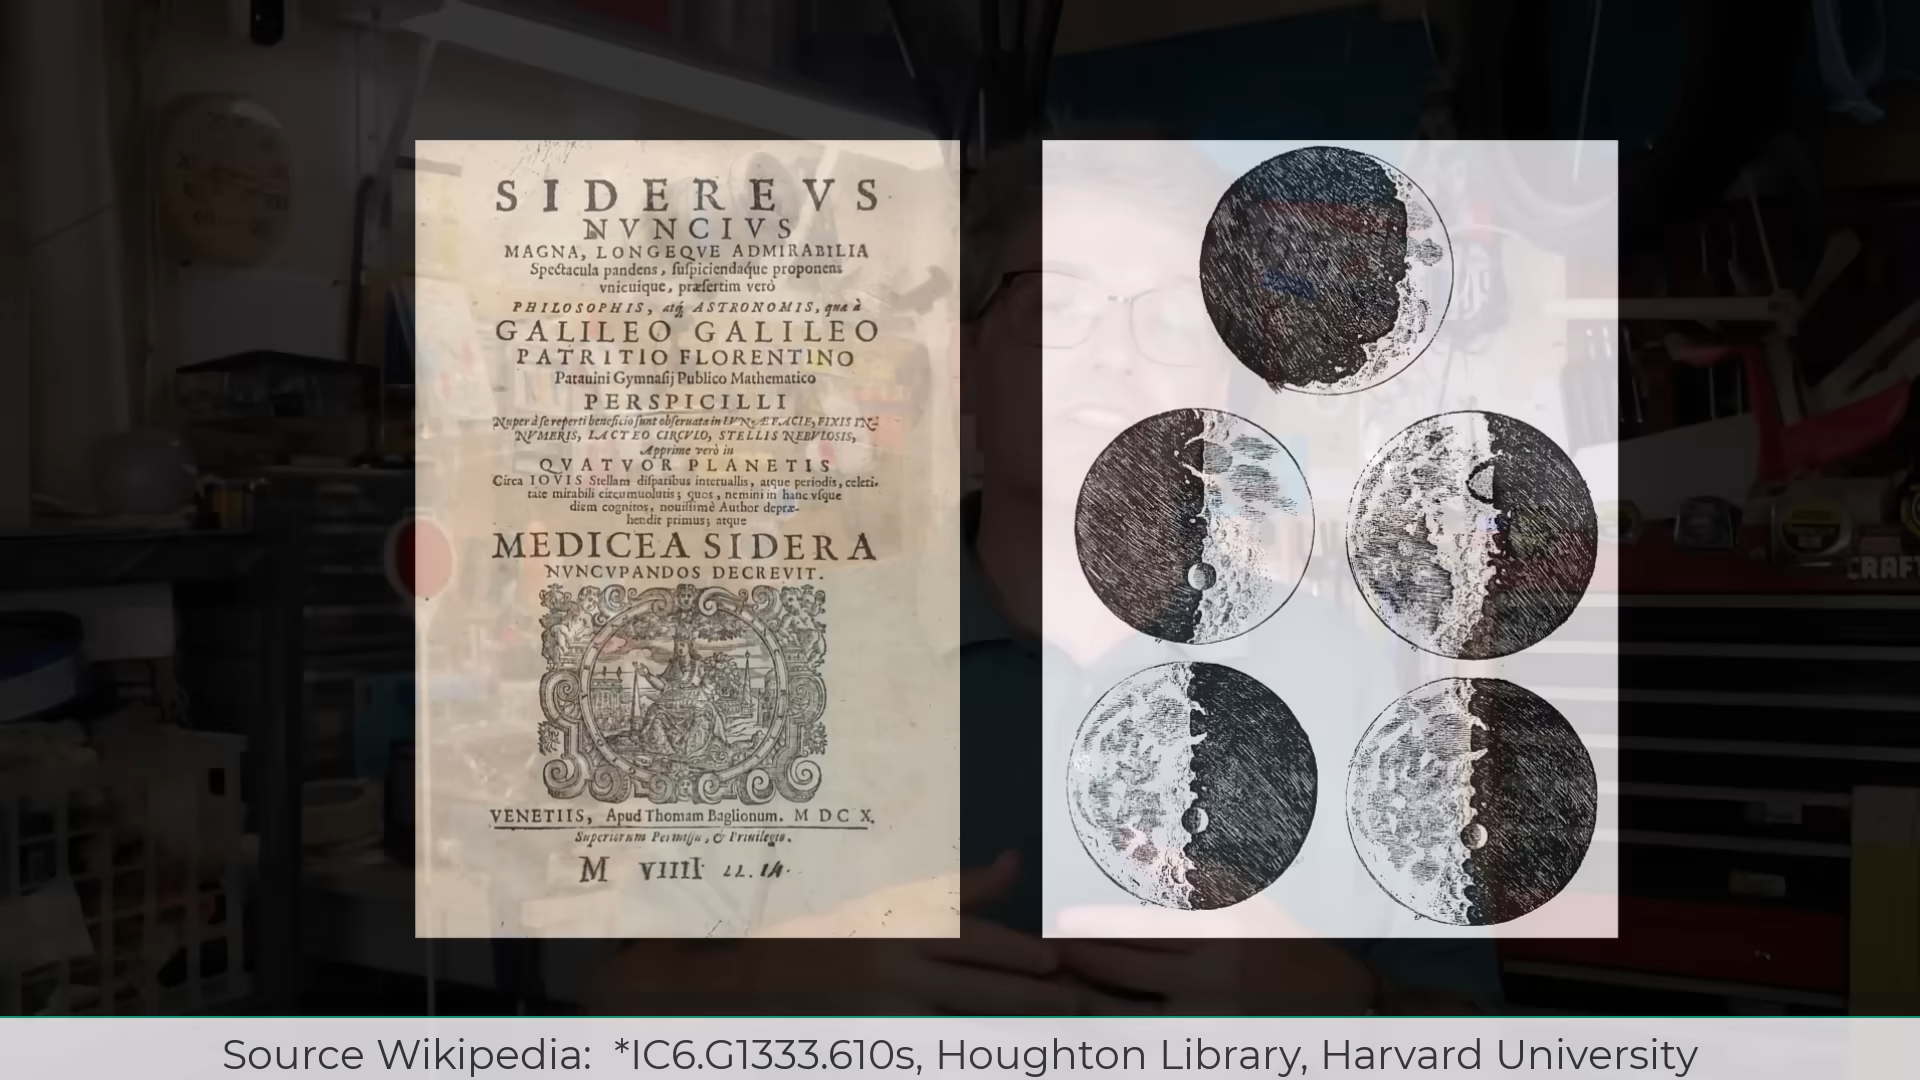 SIDEREVS
NVNCIVS
MAGNA, LONGEQVE ADMIRABILIA
Spectacula pandens, ſuſpiciendaq́ue proponens
vnicuique, præſertim verò
PHILOSOPHIS, atq́ ASTRONOMIS, quæ à
GALILEO GALILEO
PATRITIO FLORENTINO
Patauini Gymnaſij Publico Mathematico
PERSPICILLI
Nuper à ſe reperti beneficio ſunt obſeruata in LVNÆ FACIE, FIXIS IN-
NVMERIS, LACTEO CIRCVLO, STELLIS NEBVLOSIS,
Apprime verò in
QVATVOR PLANETIS
Circa IOVIS Stellam diſparibus interuallis, atque periodis, celeri-
tate mirabili circumuolutis; quos, nemini in hanc vſque
diem cognitos, nouiſſimè Author depræ-
hendit primus; atque
MEDICEA SIDERA
NVNCVPANDOS DECREVIT.
VENETIIS, Apud Thomam Baglionum. M DC X.
Superiorum Permiſſu, & Priuilegio.
M VIIII
CRAF
Source Wikipedia: *IC6.G1333.610s, Houghton Library, Harvard University